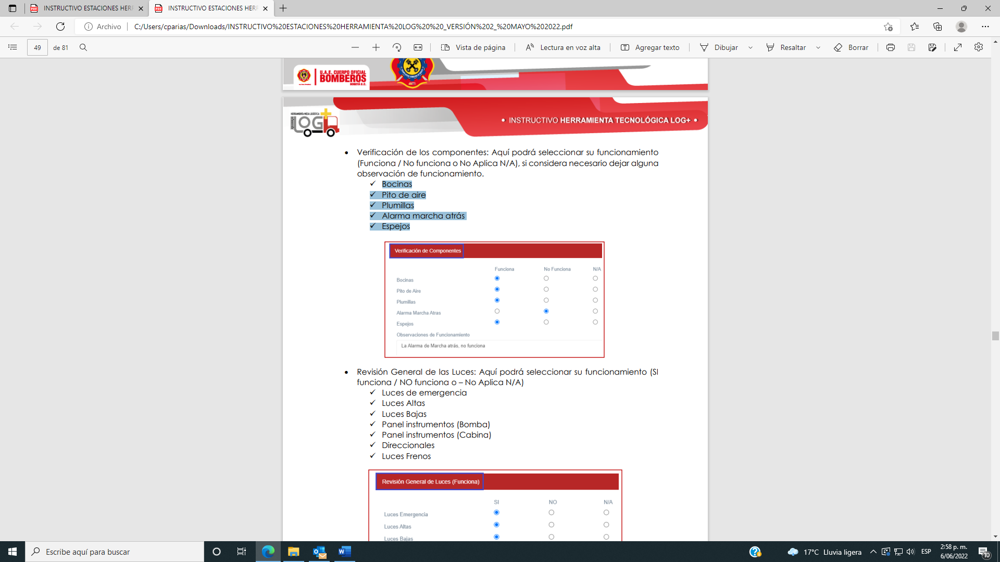 INSTRUCTIVO ESTACIONES HERR
INSTRUCTIVO ESTACIONES HERR
Archivo
C:/Users/cparias/Downloads/INSTRUCTIVO%20ESTACIONES%20HERRAMIENTA%20LOG%20%20_VERSIÓN%202_%20MAYO%202022.pdf
49 de 81
Vista de página
Lectura en voz alta
Agregar texto
Dibujar
Resaltar
Borrar
U.A.E. CUERPO OFICIAL
BOMBEROS
BOGOTÁ D.C.
HERRAMIENTA MESA LOGÍSTICA
LOG
• INSTRUCTIVO HERRAMIENTA TECNOLÓGICA LOG+ •
• Verificación de los componentes: Aquí podrá seleccionar su funcionamiento
(Funciona / No funciona o No Aplica N/A), si considera necesario dejar alguna
observación de funcionamiento.
✓ Bocinas
✓ Pito de aire
✓ Plumillas
✓ Alarma marcha atrás
✓ Espejos
Verificación de Componentes
Funciona No Funciona N/A
Bocinas
Pito de Aire
Plumillas
Alarma Marcha Atras
Espejos
Observaciones de Funcionamiento
La Alarma de Marcha atrás, no funciona
• Revisión General de las Luces: Aquí podrá seleccionar su funcionamiento (SI
funciona / NO funciona o – No Aplica N/A)
✓ Luces de emergencia
✓ Luces Altas
✓ Luces Bajas
✓ Panel instrumentos (Bomba)
✓ Panel instrumentos (Cabina)
✓ Direccionales
✓ Luces Frenos
Revisión General de Luces (Funciona)
SI NO N/A
Luces Emergencia
Luces Altas
Luces Bajas
Escribe aquí para buscar
17°C Lluvia ligera
ESP
2:58 p. m.
6/06/2022
10